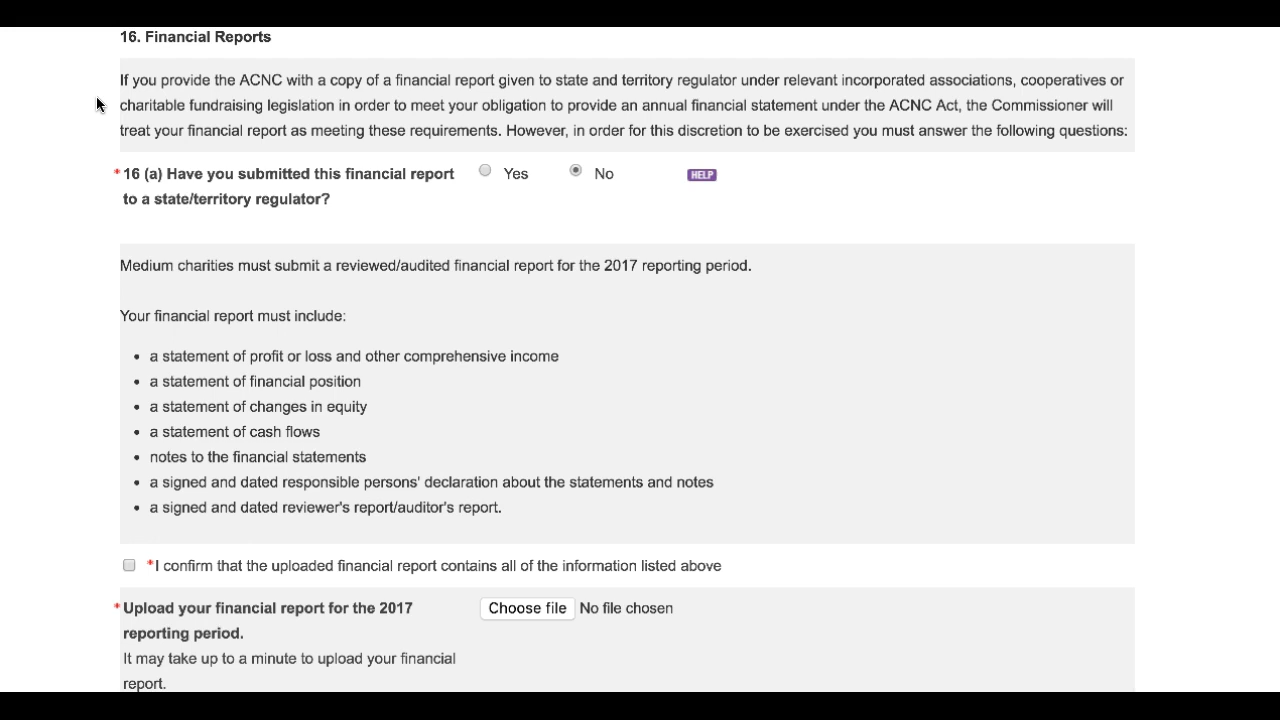 16. Financial Reports
If you provide the ACNC with a copy of a financial report given to state and territory regulator under relevant incorporated associations, cooperatives or
charitable fundraising legislation in order to meet your obligation to provide an annual financial statement under the ACNC Act, the Commissioner will
treat your financial report as meeting these requirements. However, in order for this discretion to be exercised you must answer the following questions:
* 16 (a) Have you submitted this financial report Yes No HELP
to a state/territory regulator?
Medium charities must submit a reviewed/audited financial report for the 2017 reporting period.
Your financial report must include:
• a statement of profit or loss and other comprehensive income
• a statement of financial position
• a statement of changes in equity
• a statement of cash flows
• notes to the financial statements
• a signed and dated responsible persons' declaration about the statements and notes
• a signed and dated reviewer's report/auditor's report.
*I confirm that the uploaded financial report contains all of the information listed above
* Upload your financial report for the 2017 Choose file No file chosen
reporting period.
It may take up to a minute to upload your financial
report.